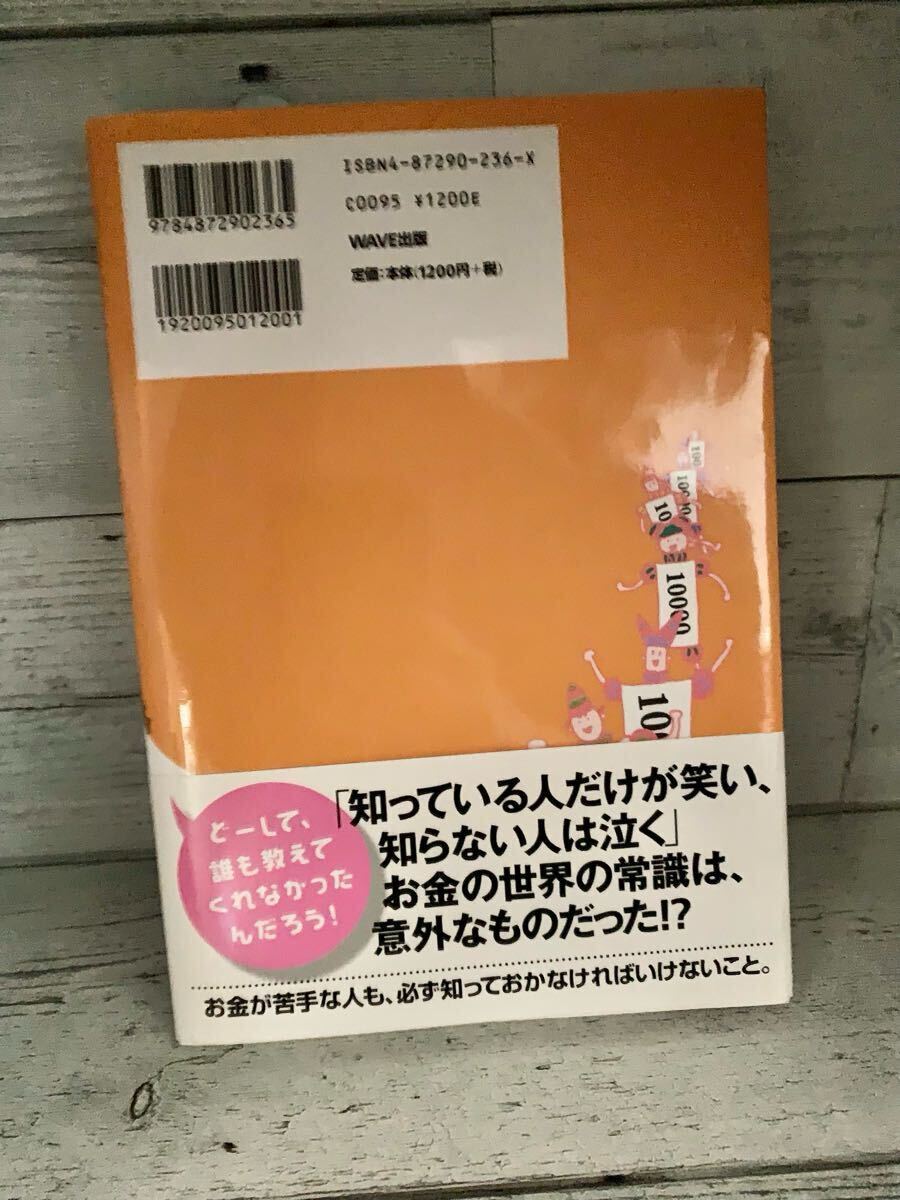 ISBN4-87290-236-X
C0095 ¥1200E
WAVE出版
定価:本体(1200円+税)
9784872902365
1920095012001
100
10
10000
100
どーして、
誰も教えて
くれなかった
んだろう!
「知っている人だけが笑い、
知らない人は泣く」
お金の世界の常識は、
意外なものだった!?
お金が苦手な人も、必ず知っておかなければいけないこと。